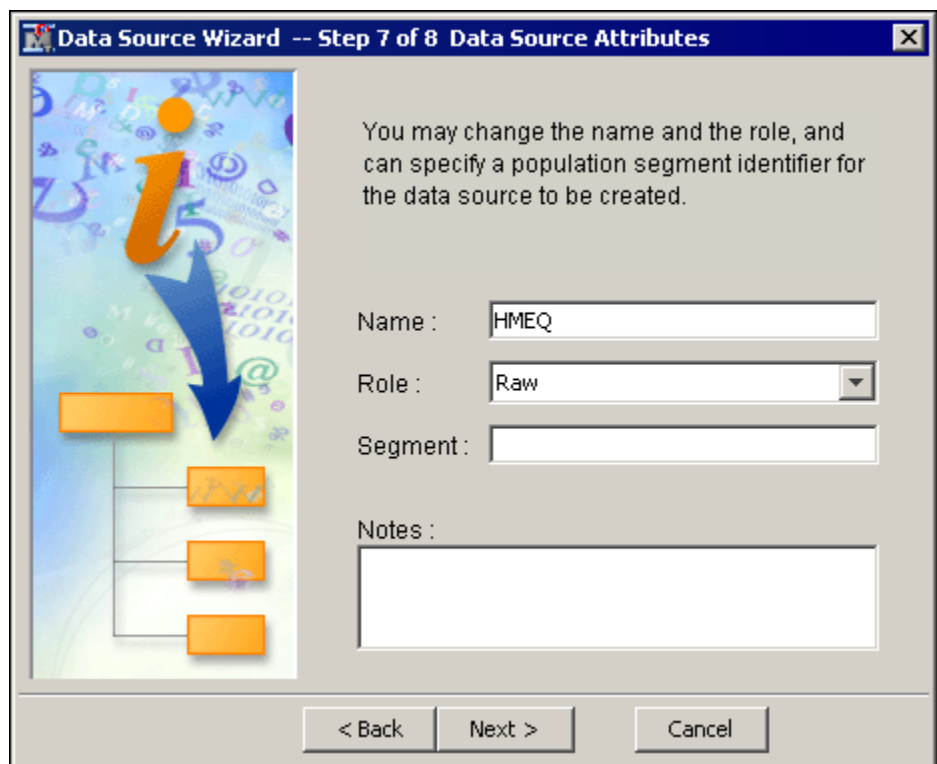 Data Source Wizard -- Step 7 of 8 Data Source Attributes
You may change the name and the role, and
can specify a population segment identifier for
the data source to be created.
Name : HMEQ
Role : Raw
Segment :
Notes :
< Back Next > Cancel